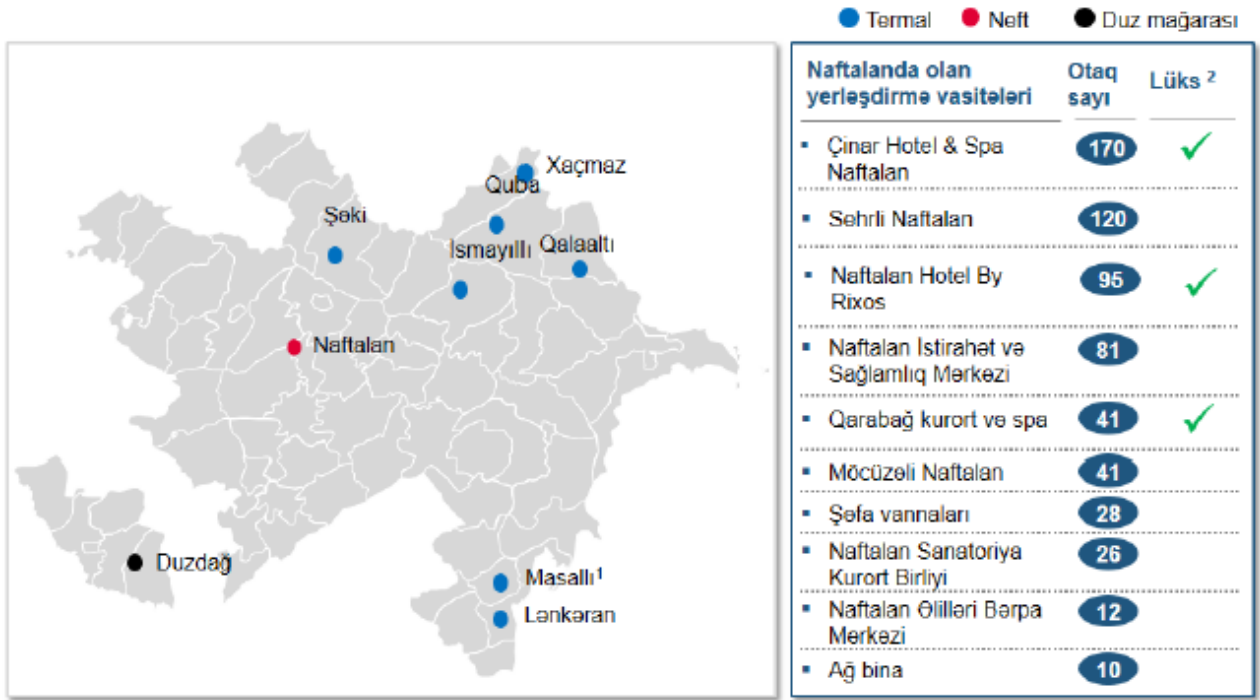 Termal Neft Duz mağarası
Xaçmaz
Quba
Şəki
İsmayıllı Qalaaltı
Naftalan
Duzdağ
Masallı¹
Lənkəran
Naftalanda olan yerləşdirmə vasitələri
Otaq sayı
Lüks ²
Çinar Hotel & Spa Naftalan 170 ✓
Sehrli Naftalan 120
Naftalan Hotel By Rixos 95 ✓
Naftalan İstirahət və Sağlamlıq Mərkəzi 81
Qarabağ kurort və spa 41 ✓
Möcüzəli Naftalan 41
Şəfa vannaları 28
Naftalan Sanatoriya Kurort Birliyi 26
Naftalan Əlilləri Bərpa Mərkəzi 12
Ağ bina 10